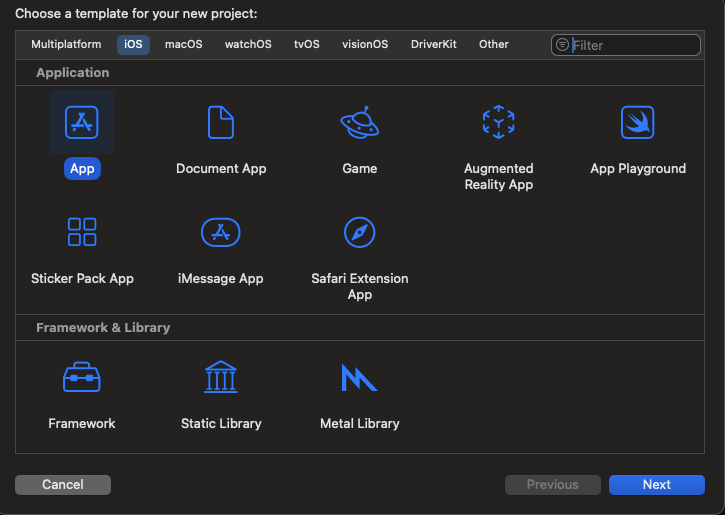 Choose a template for your new project:
Multiplatform iOS macOS watchOS tvOS visionOS DriverKit Other Filter
Application
App Document App Game Augmented Reality App App Playground
Sticker Pack App iMessage App Safari Extension App
Framework & Library
Framework Static Library Metal Library
Cancel Previous Next